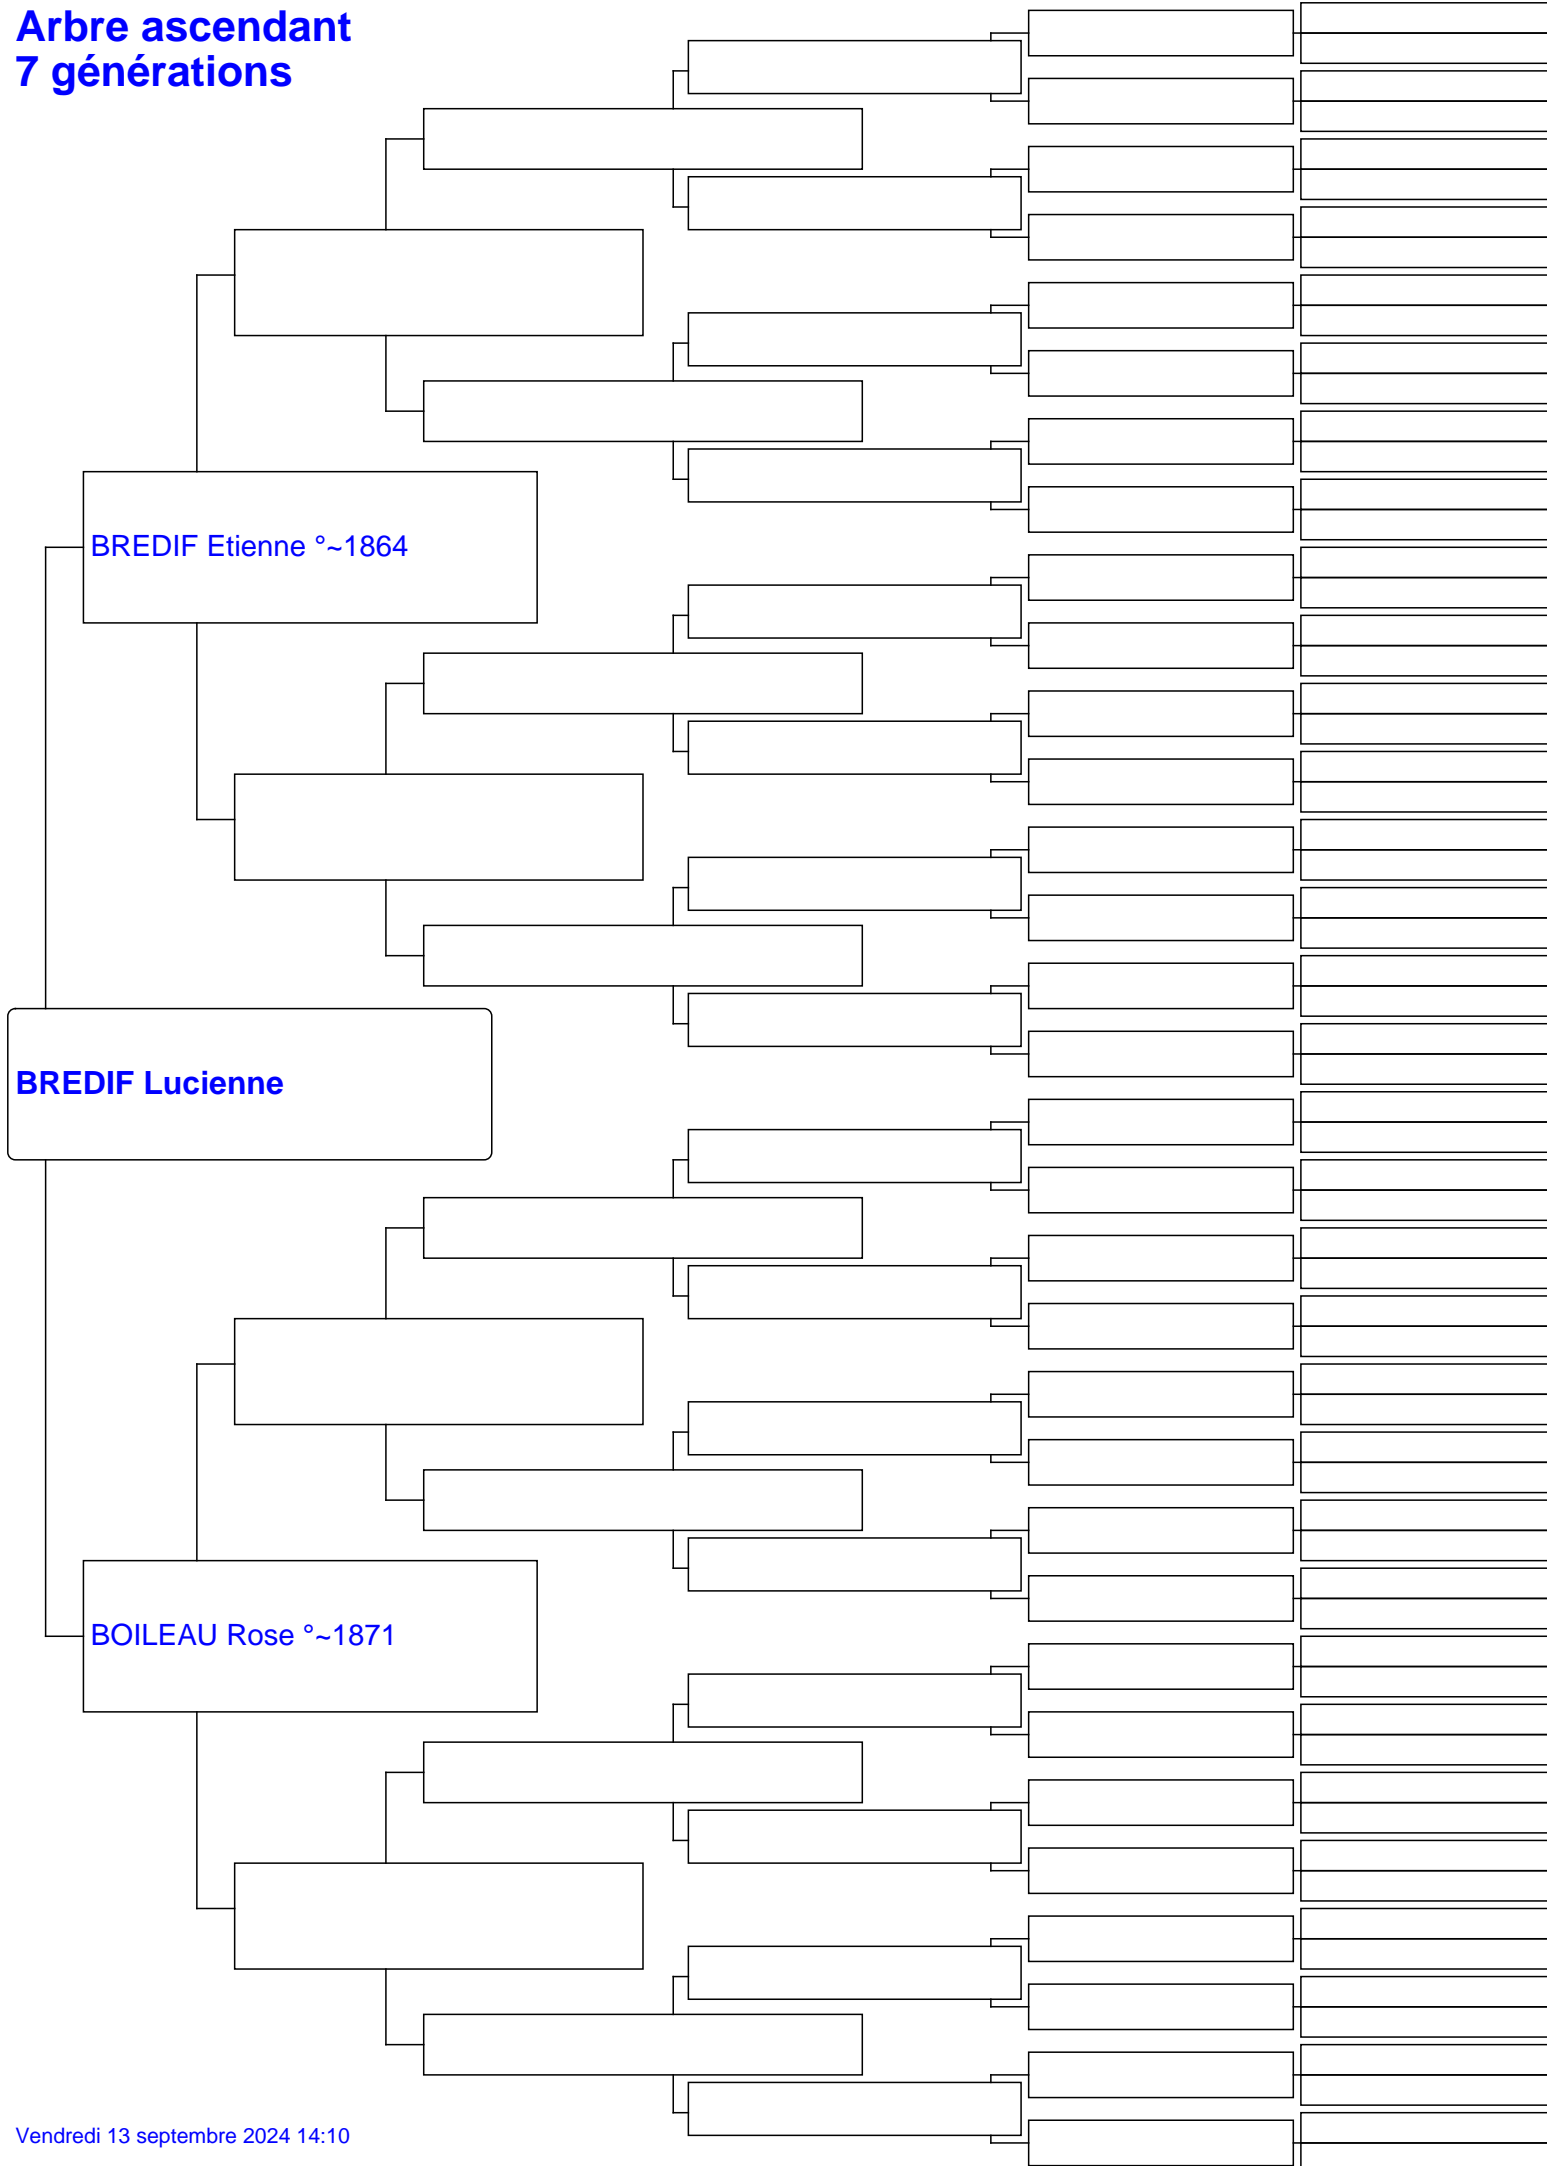 Arbre ascendant
7 générations
BREDIF Etienne °~1864
BREDIF Lucienne
BOILEAU Rose °~1871
Vendredi 13 septembre 2024 14:10